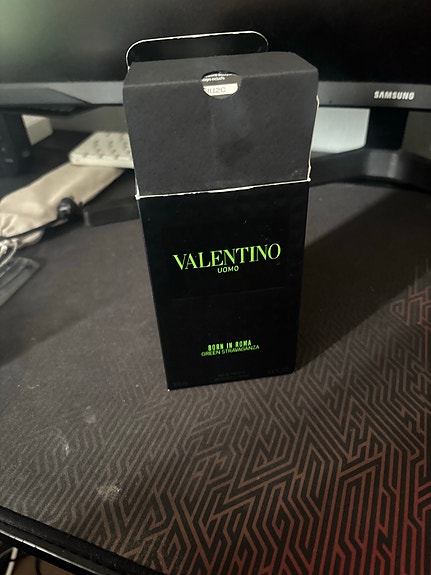 SAMSUNG
VALENTINO
UOMO
BORN IN ROMA
GREEN STRAVAGANZA